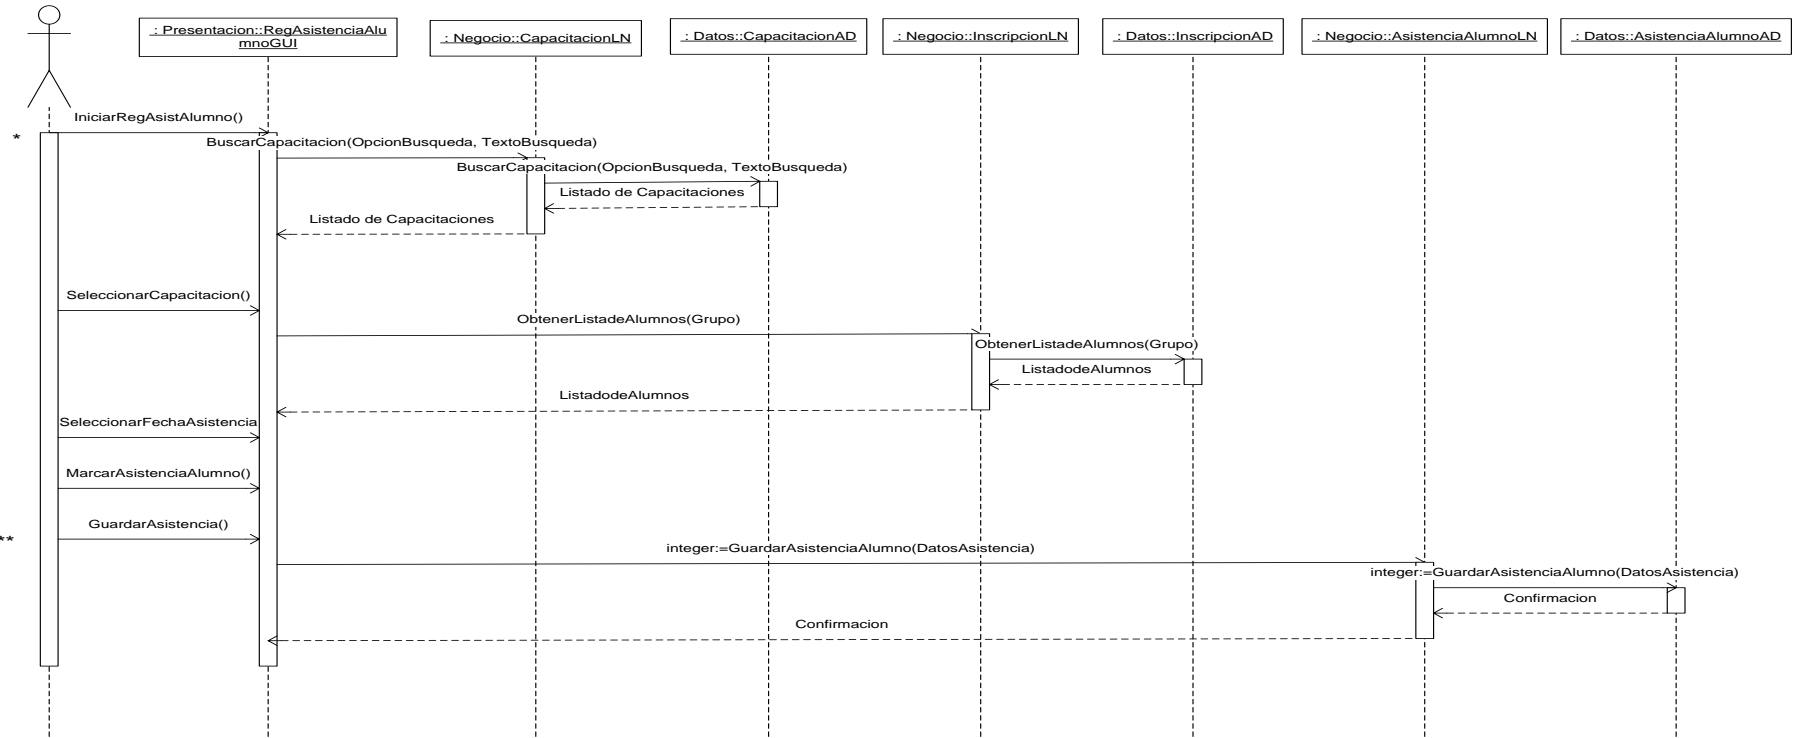 : Presentacion::RegAsistenciaAlu
mnoGUI
: Negocio::CapacitacionLN
: Datos::CapacitacionAD
: Negocio::InscripcionLN
: Datos::InscripcionAD
: Negocio::AsistenciaAlumnoLN
: Datos::AsistenciaAlumnoAD
IniciarRegAsistAlumno()
*
BuscarCapacitacion(OpcionBusqueda, TextoBusqueda)
BuscarCapacitacion(OpcionBusqueda, TextoBusqueda)
Listado de Capacitaciones
Listado de Capacitaciones
SeleccionarCapacitacion()
ObtenerListadeAlumnos(Grupo)
ObtenerListadeAlumnos(Grupo)
ListadodeAlumnos
ListadodeAlumnos
SeleccionarFechaAsistencia
MarcarAsistenciaAlumno()
GuardarAsistencia()
**
integer:=GuardarAsistenciaAlumno(DatosAsistencia)
integer:=GuardarAsistenciaAlumno(DatosAsistencia)
Confirmacion
Confirmacion